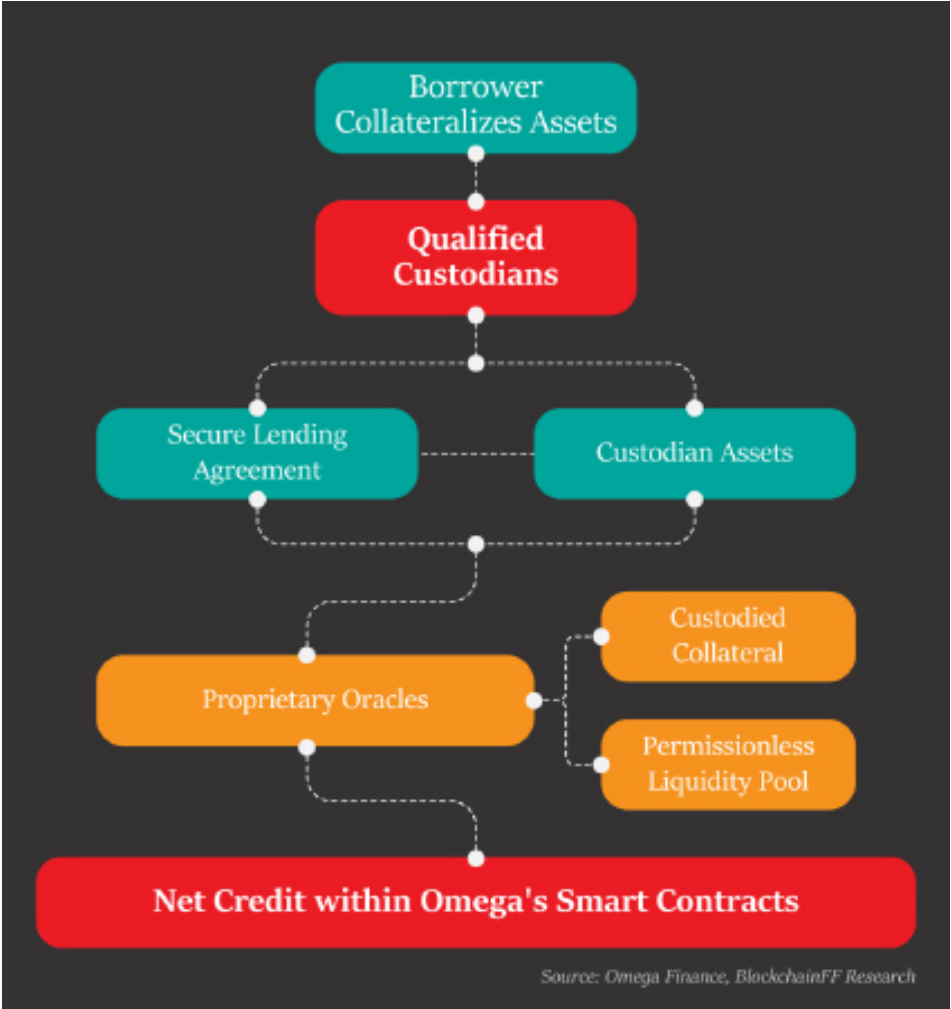 Borrower
Collateralizes Assets
Qualified
Custodians
Secure Lending
Agreement
Custodian Assets
Custodied
Collateral
Proprietary Oracles
Permissionless
Liquidity Pool
Net Credit within Omega's Smart Contracts
Source: Omega Finance, BlockchainFF Research